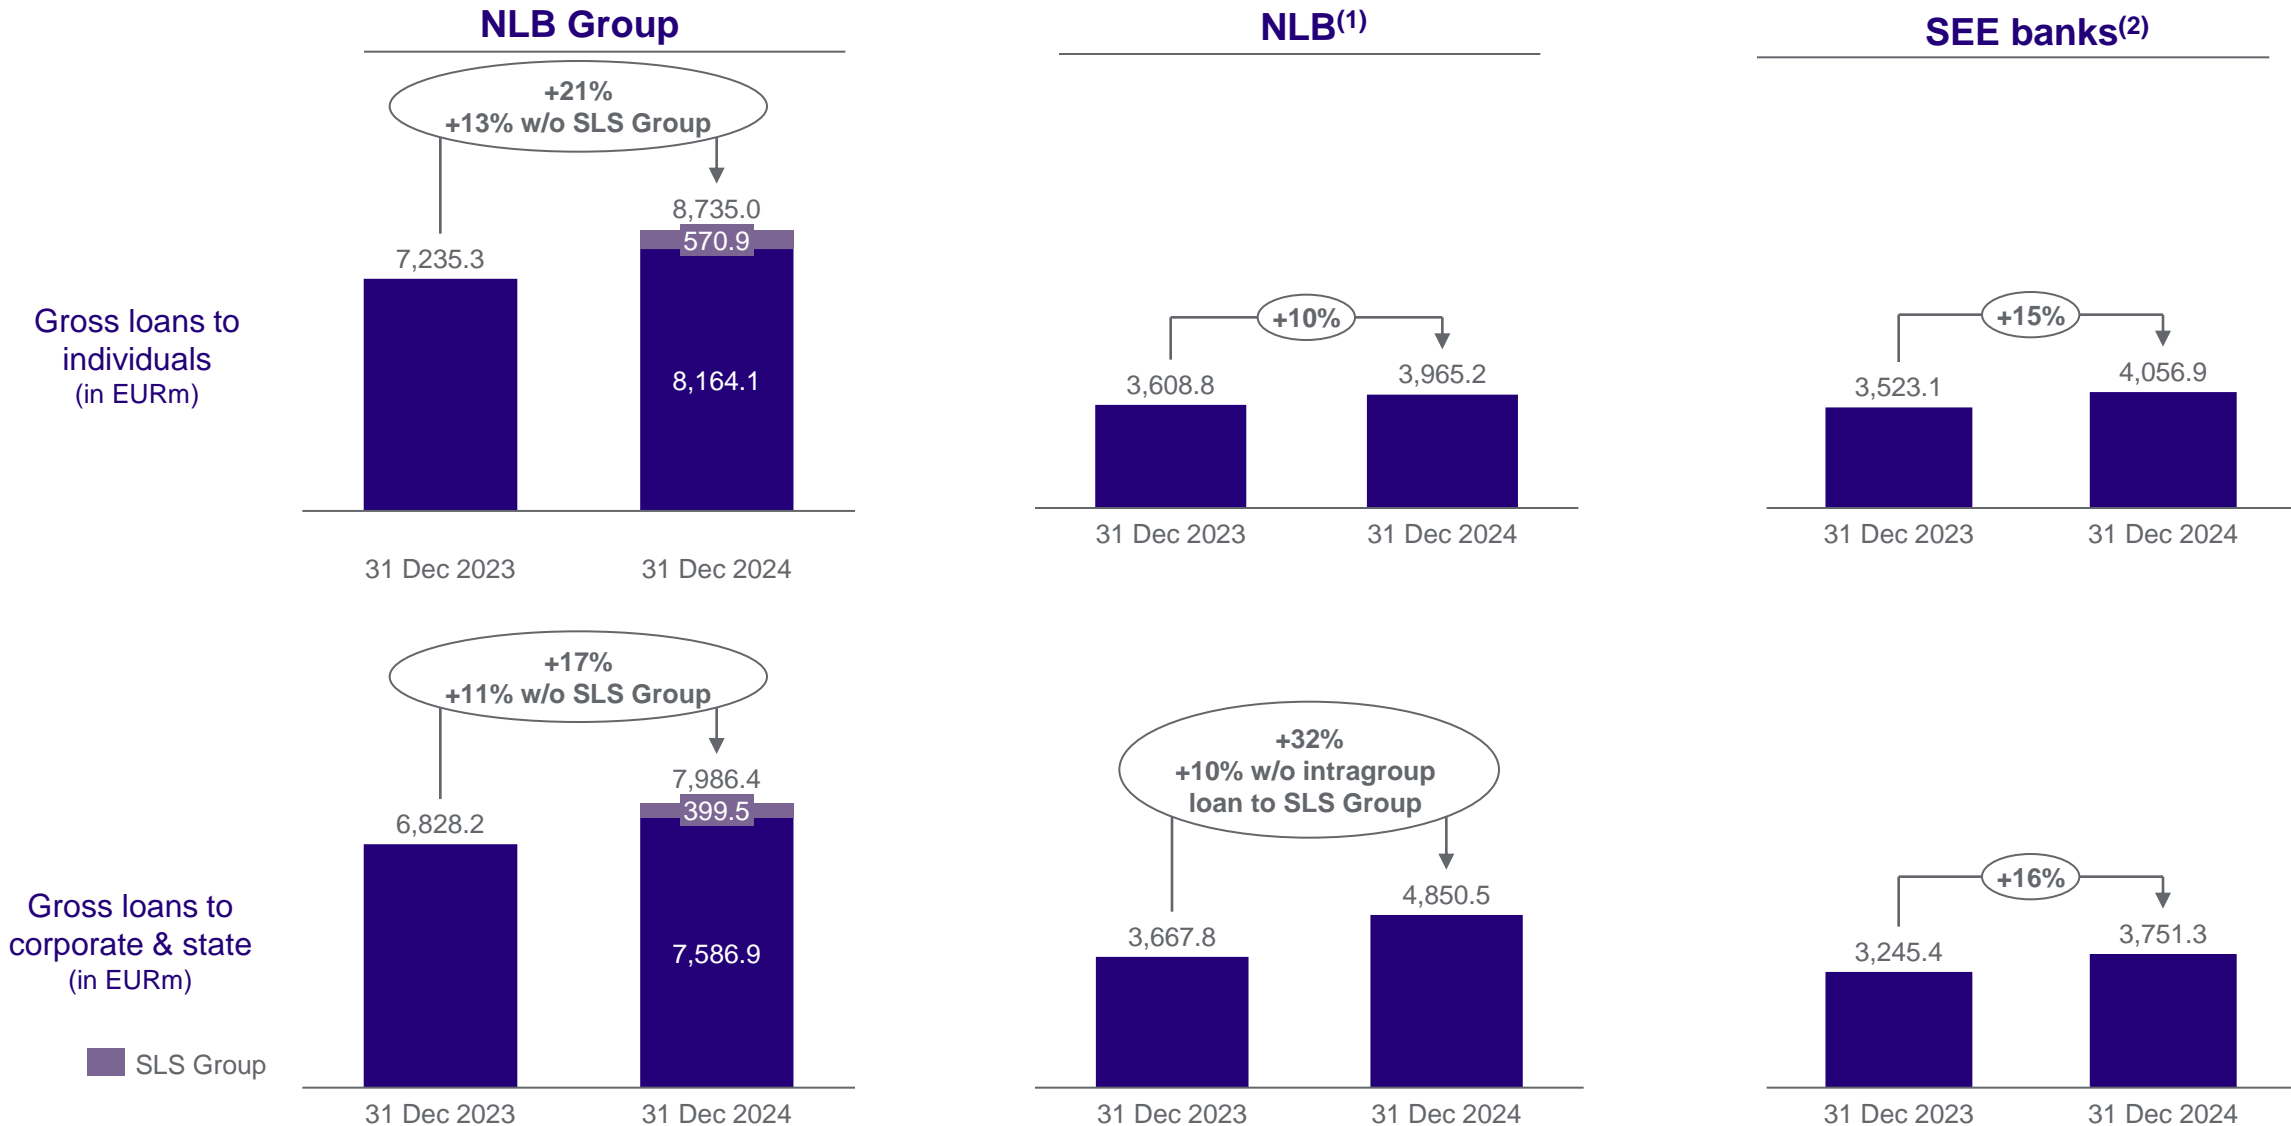 NLB Group
NLB(1)
SEE banks(2)
+21%
+13% w/o SLS Group
8,735.0
570.9
7,235.3
8,164.1
31 Dec 2023
31 Dec 2024
Gross loans to
individuals
(in EURm)
+10%
3,608.8
3,965.2
31 Dec 2023
31 Dec 2024
+15%
3,523.1
4,056.9
31 Dec 2023
31 Dec 2024
+17%
+11% w/o SLS Group
7,986.4
399.5
6,828.2
7,586.9
31 Dec 2023
31 Dec 2024
Gross loans to
corporate & state
(in EURm)
SLS Group
+32%
+10% w/o intragroup
loan to SLS Group
3,667.8
4,850.5
31 Dec 2023
31 Dec 2024
+16%
3,245.4
3,751.3
31 Dec 2023
31 Dec 2024